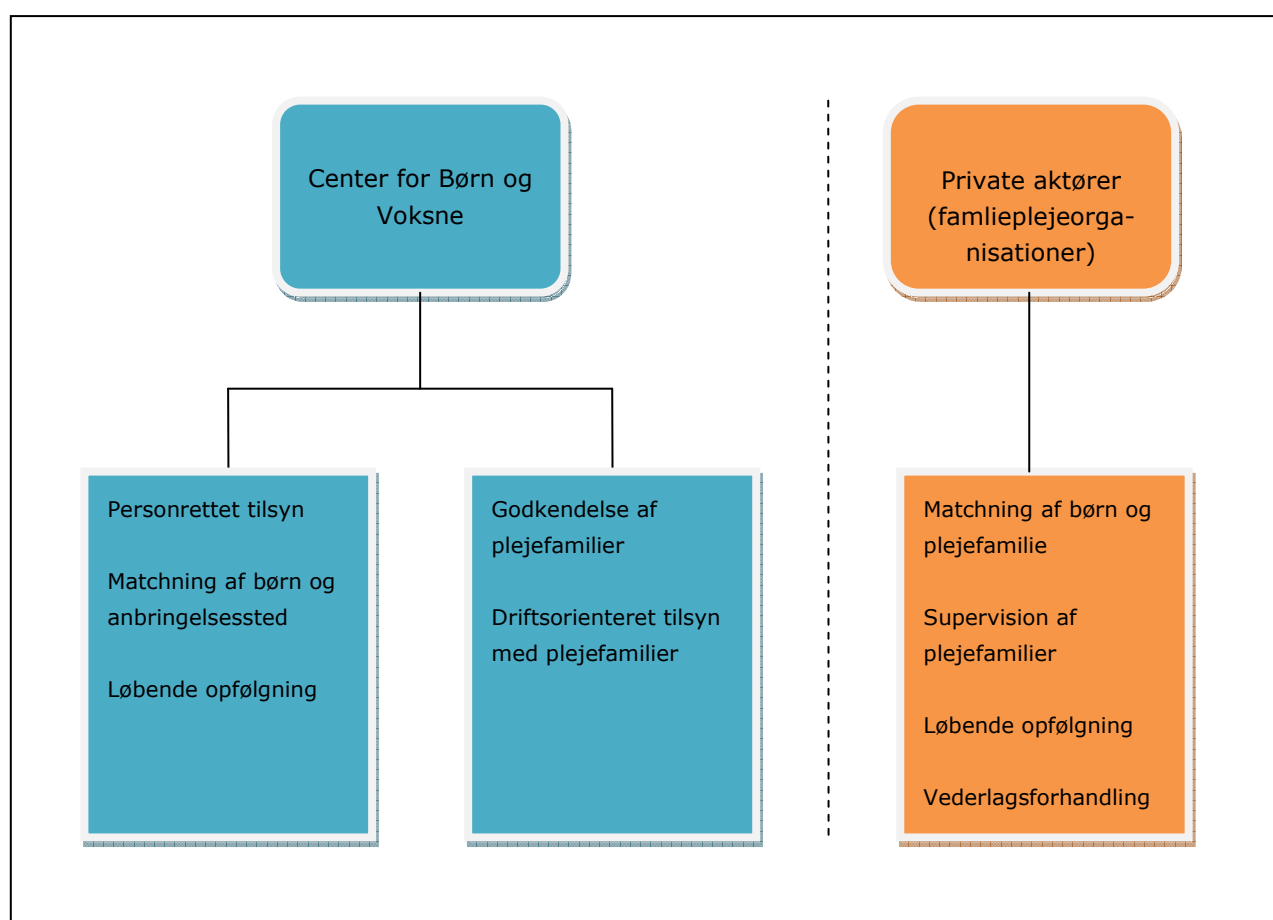 Center for Børn og
Voksne
Private aktører
(famlieplejeorga-
nisationer)
Personrettet tilsyn
Matchning af børn og
anbringelsessted
Løbende opfølgning
Godkendelse af
plejefamilier
Driftsorienteret tilsyn
med plejefamilier
Matchning af børn og
plejefamilie
Supervision af
plejefamilier
Løbende opfølgning
Vederlagsforhandling